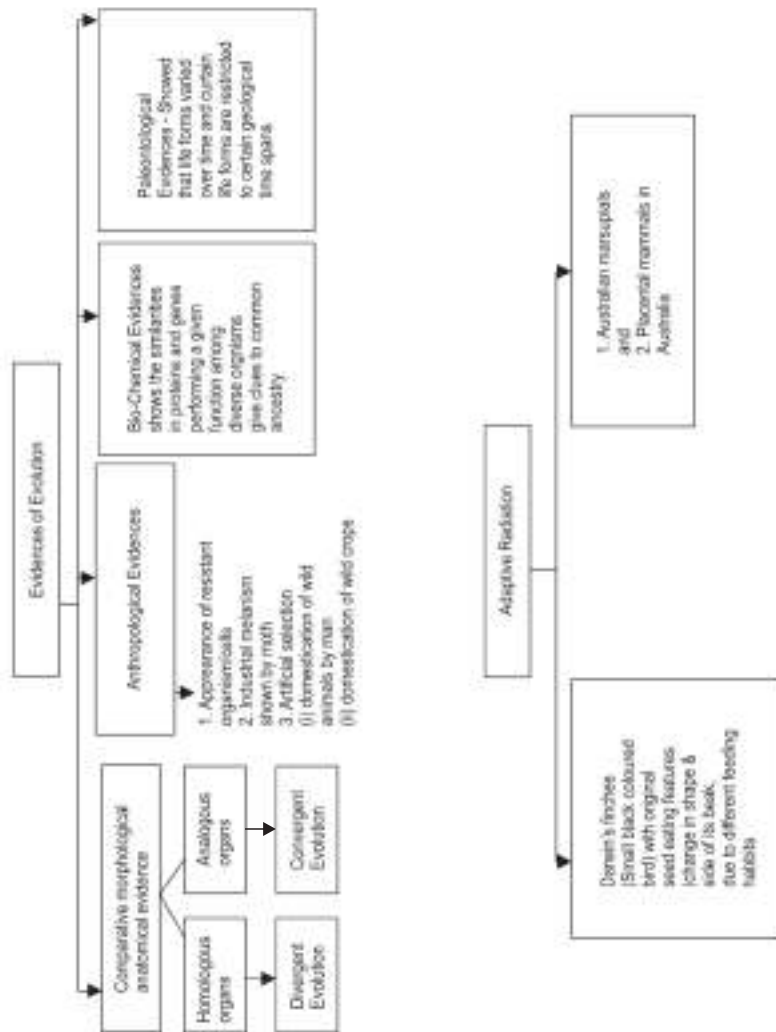 Evidences of Evolution
Comparative morphological
anatomical evidence
Homologous
organs
Analogous
organs
Divergent
Evolution
Convergent
Evolution
Anthropological Evidences
1. Appearance of resistant
2. Industrial melanism
shown by moth
3. Artificial selection
(i) domestication of wild
animals by man
(ii) domestication of wild crops
Bio-Chemical Evidences
shows the similarities
in proteins and genes
performing a given
function among
diverse orgnisms
give clues to common
ancestry
Paleontological
Evidences - Showed
that life forms varied
over time and curtain
life forms are restricted
to certain geological
time spans.
Adaptive Radiation
Darwin's finches
(Small black coloured
bird) with original
seed eating features
(change in shape &
side of its beak,
due to different feeding
1. Australian marsupials
and
2. Placental mammals in
Australia